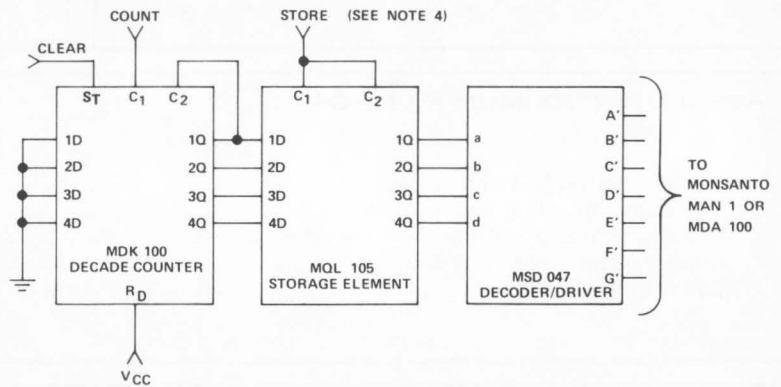 COUNT
STORE (SEE NOTE 4)
CLEAR
ST C1 C2
C1 C2
A'
1D 1Q 1D 1Q a B'
2D 2Q 2D 2Q b C'
3D 3Q 3D 3Q c D'
4D 4Q 4D 4Q d E'
F'
G'
TO
MONSANTO
MAN 1 OR
MDA 100
MDK 100
DECADE COUNTER
RD
MQL 105
STORAGE ELEMENT
MSD 047
DECODER/DRIVER
VCC